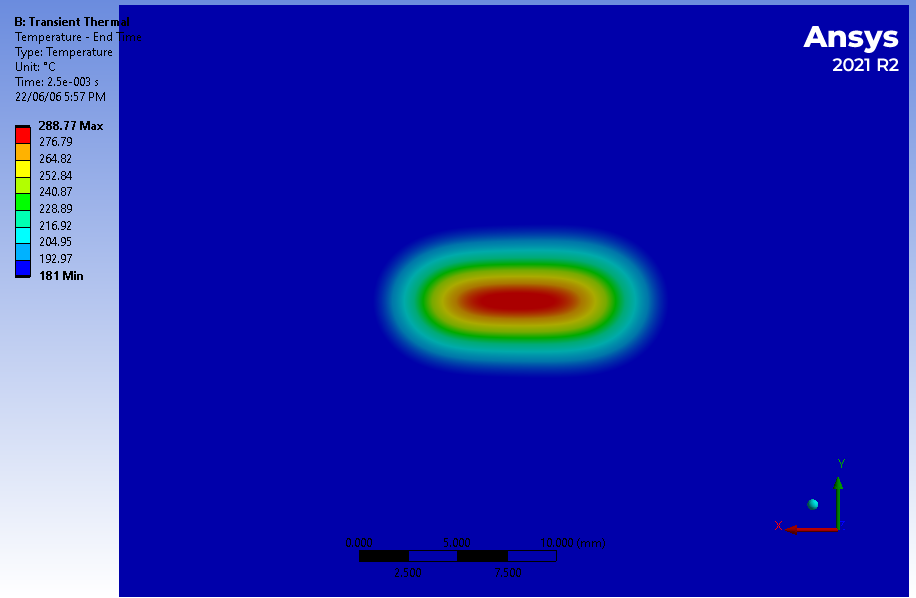 B: Transient Thermal
Temperature - End Time
Type: Temperature
Unit: °C
Time: 2.5e-003 s
22/06/06 5:57 PM
288.77 Max
276.79
264.82
252.84
240.87
228.89
216.92
204.95
192.97
181 Min
Ansys
2021 R2
Y
X
0.000 5.000 0.000 (mm)
2.500 7.500